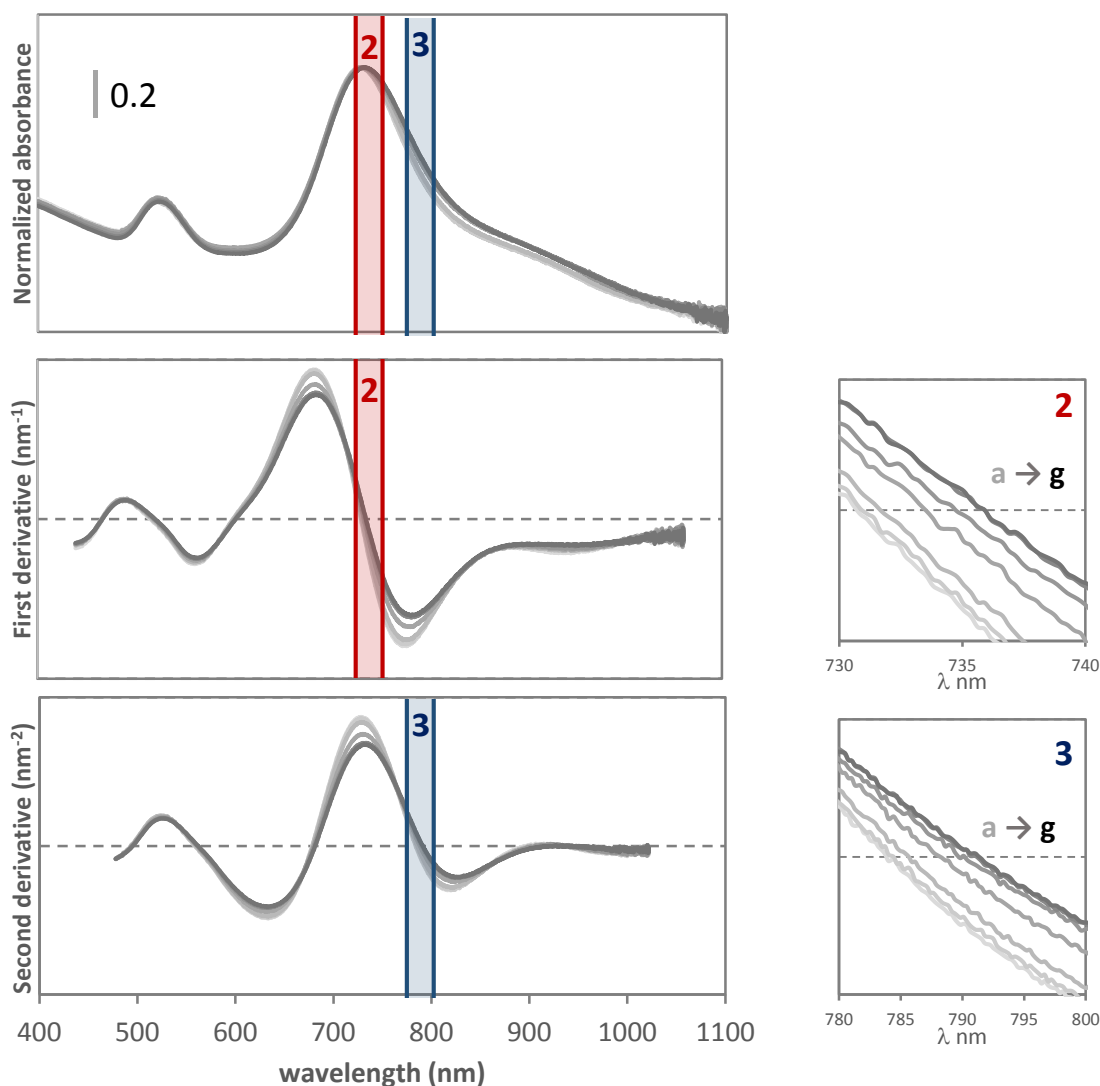 Normalized absorbance
0.2
2
3
First derivative (nm-1)
2
2
a → g
730 735 740
λ nm
Second derivative (nm-2)
3
3
a → g
780 785 790 795 800
λ nm
400 500 600 700 800 900 1000 1100
wavelength (nm)